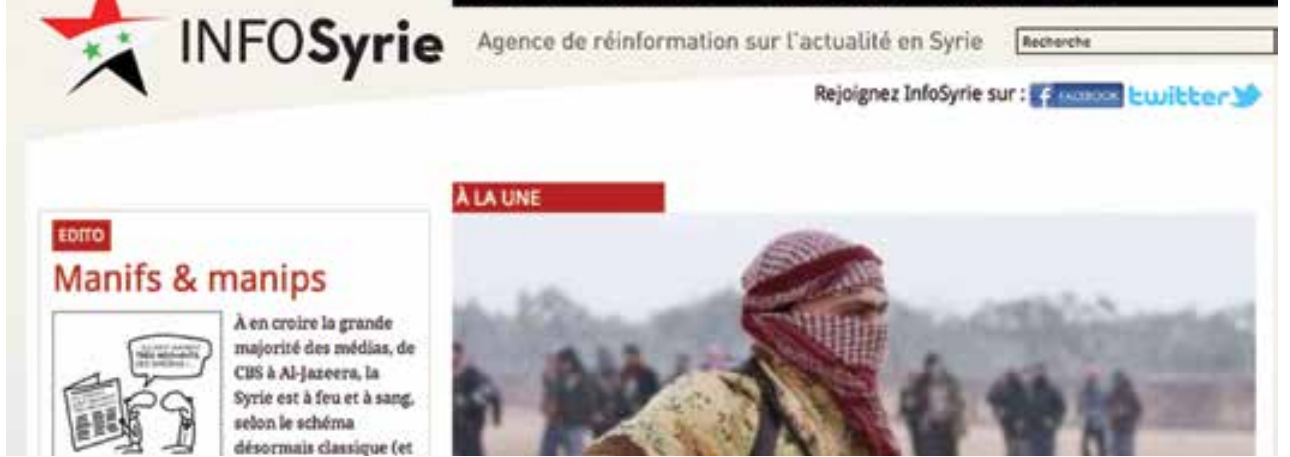 INFOSyrie
Agence de réinformation sur l'actualité en Syrie
Recherche
Rejoignez InfoSyrie sur :
FACEBOOK
twitter
À LA UNE
EDITO
Manifs & manips
À en croire la grande
majorité des médias, de
CBS à Al-Jazeera, la
Syrie est à feu et à sang,
selon le schéma
désormais classique (et